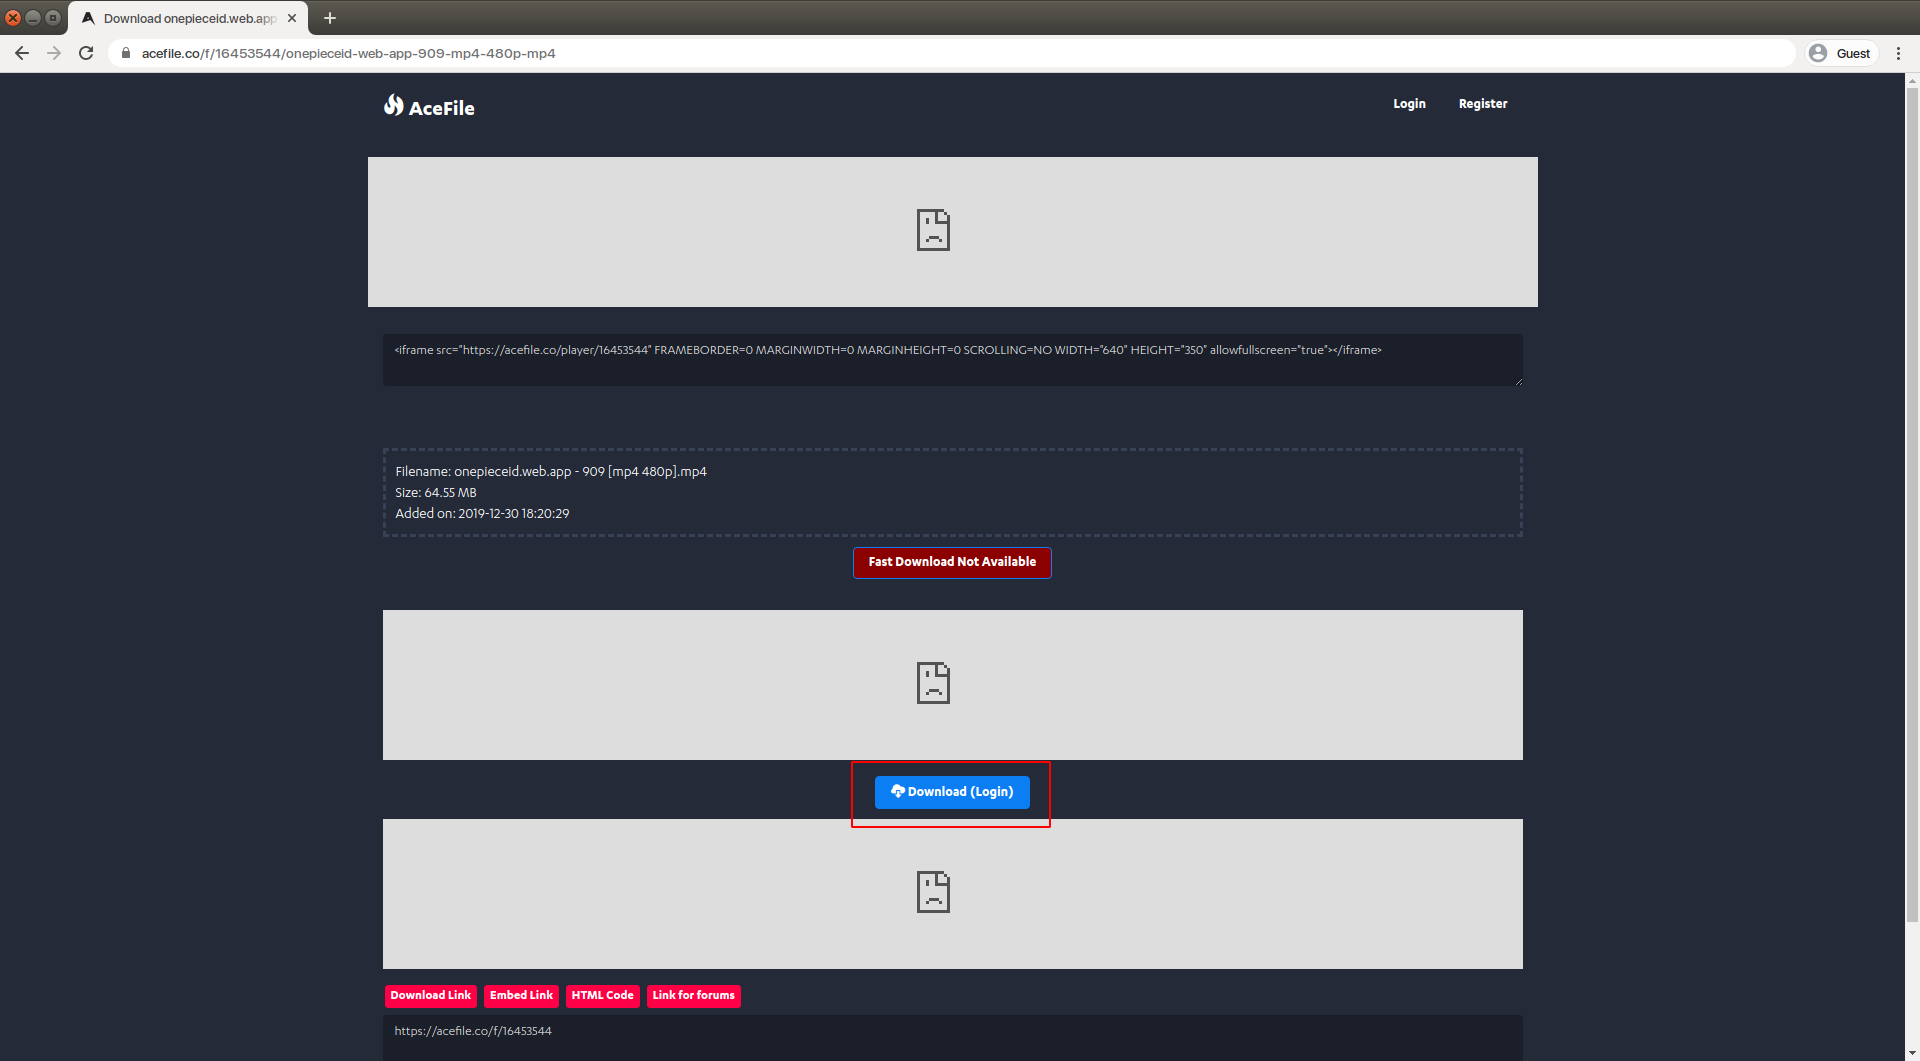 Download onepieceid.web.app
acefile.co/f/16453544/onepieceid-web-app-909-mp4-480p-mp4
Guest
AceFile
Login
Register
<iframe src="https://acefile.co/player/16453544" FRAMEBORDER=0 MARGINWIDTH=0 MARGINHEIGHT=0 SCROLLING=NO WIDTH="640" HEIGHT="350" allowfullscreen="true"></iframe>
Filename: onepieceid.web.app - 909 [mp4 480p].mp4
Size: 64.55 MB
Added on: 2019-12-30 18:20:29
Fast Download Not Available
Download (Login)
Download Link
Embed Link
HTML Code
Link for forums
https://acefile.co/f/16453544